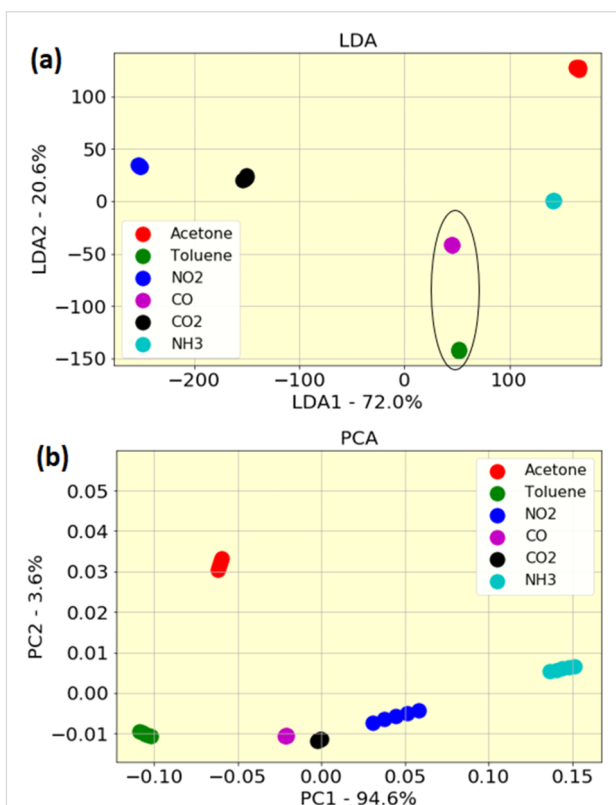 (a)
LDA
LDA2 - 20.6%
100
50
0
−50
−100
−150
Acetone
Toluene
NO2
CO
CO2
NH3
−200
−100
0
100
LDA1 - 72.0%
(b)
PCA
PC2 - 3.6%
0.05
0.04
0.03
0.02
0.01
0.00
−0.01
Acetone
Toluene
NO2
CO
CO2
NH3
−0.10
−0.05
0.00
0.05
0.10
0.15
PC1 - 94.6%